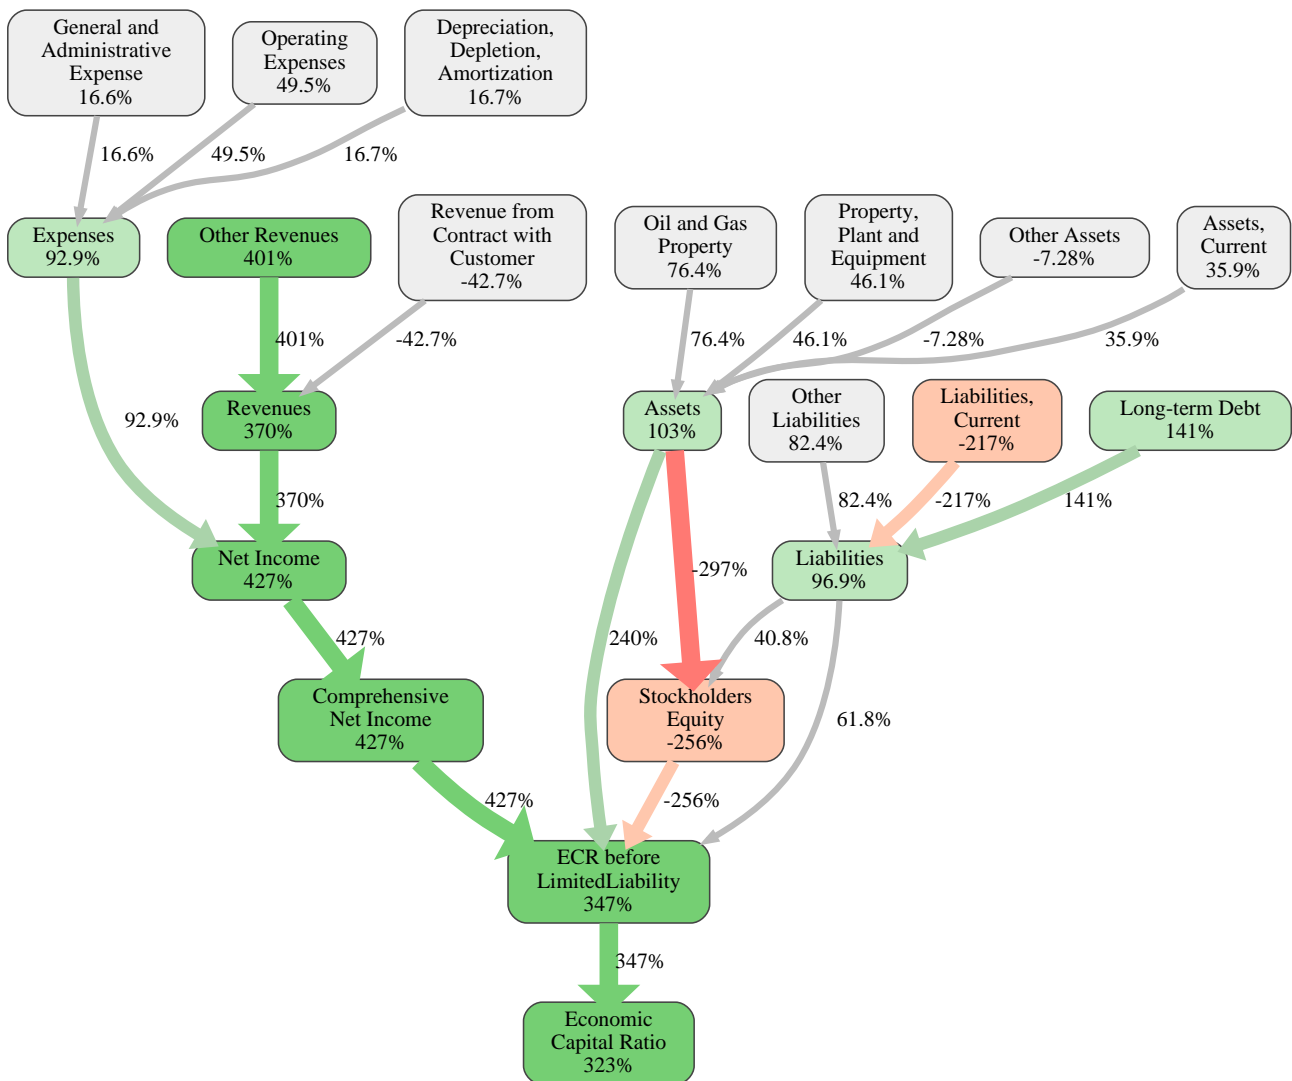 General and
Administrative
Expense
16.6%
Operating
Expenses
49.5%
Depreciation,
Depletion,
Amortization
16.7%
16.6%
49.5%
16.7%
Expenses
92.9%
Other Revenues
401%
Revenue from
Contract with
Customer
-42.7%
Oil and Gas
Property
76.4%
Property,
Plant and
Equipment
46.1%
Other Assets
-7.28%
Assets,
Current
35.9%
401%
-42.7%
76.4%
46.1%
-7.28%
35.9%
92.9%
Revenues
370%
Assets
103%
Other
Liabilities
82.4%
Liabilities,
Current
-217%
Long-term Debt
141%
370%
82.4%
-217%
141%
Net Income
427%
-297%
Liabilities
96.9%
427%
240%
40.8%
Comprehensive
Net Income
427%
Stockholders
Equity
-256%
61.8%
427%
-256%
ECR before
LimitedLiability
347%
347%
Economic
Capital Ratio
323%